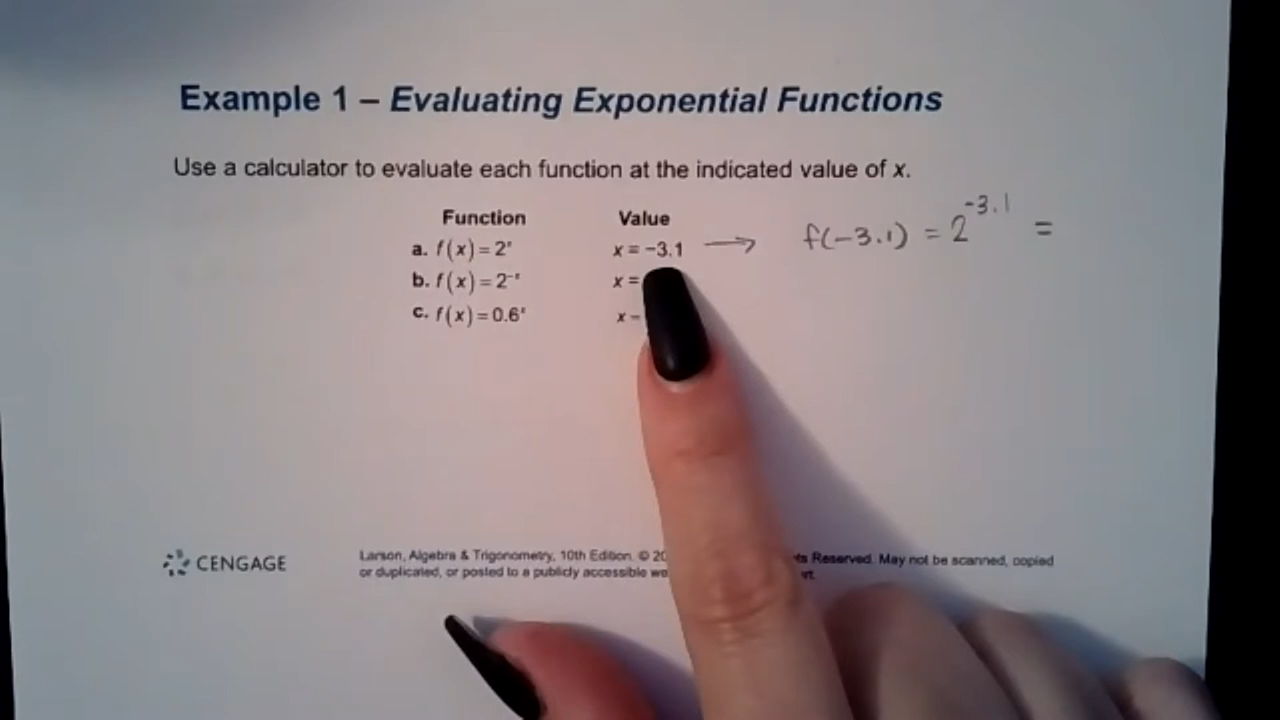 Example 1 – Evaluating Exponential Functions
Use a calculator to evaluate each function at the indicated value of x.
Function Value
a. f(x) = 2ˣ x = −3.1 → f(−3.1) = 2^-3.1 =
b. f(x) = 2⁻ˣ x =
c. f(x) = 0.6ˣ x
CENGAGE
Larson, Algebra & Trigonometry, 10th Edition. © 20 Reserved. May not be scanned, copied
or duplicated, or posted to a publicly accessible